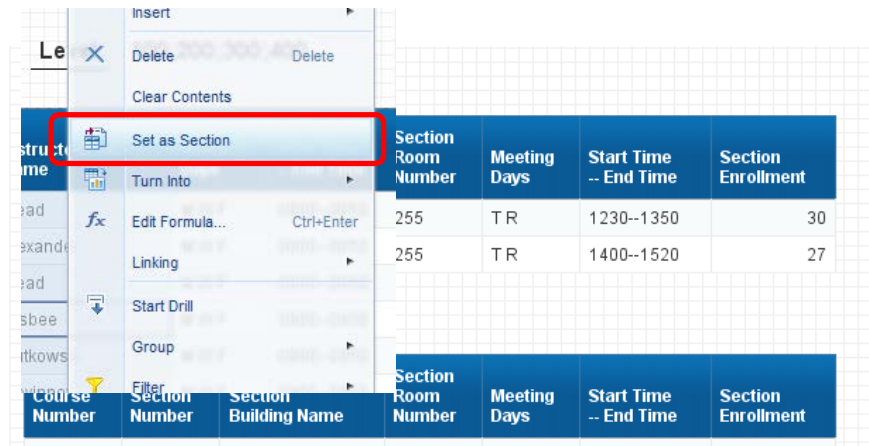 Insert
Le
Delete Delete
Clear Contents
Set as Section
Turn Into
Edit Formula... Ctrl+Enter
Linking
Start Drill
Group
Filter
Section
Room
Number
Meeting
Days
Start Time
-- End Time
Section
Enrollment
255 T R 1230--1350 30
255 T R 1400--1520 27
Course
Number
Section
Number
Section
Building Name
Section
Room
Number
Meeting
Days
Start Time
-- End Time
Section
Enrollment